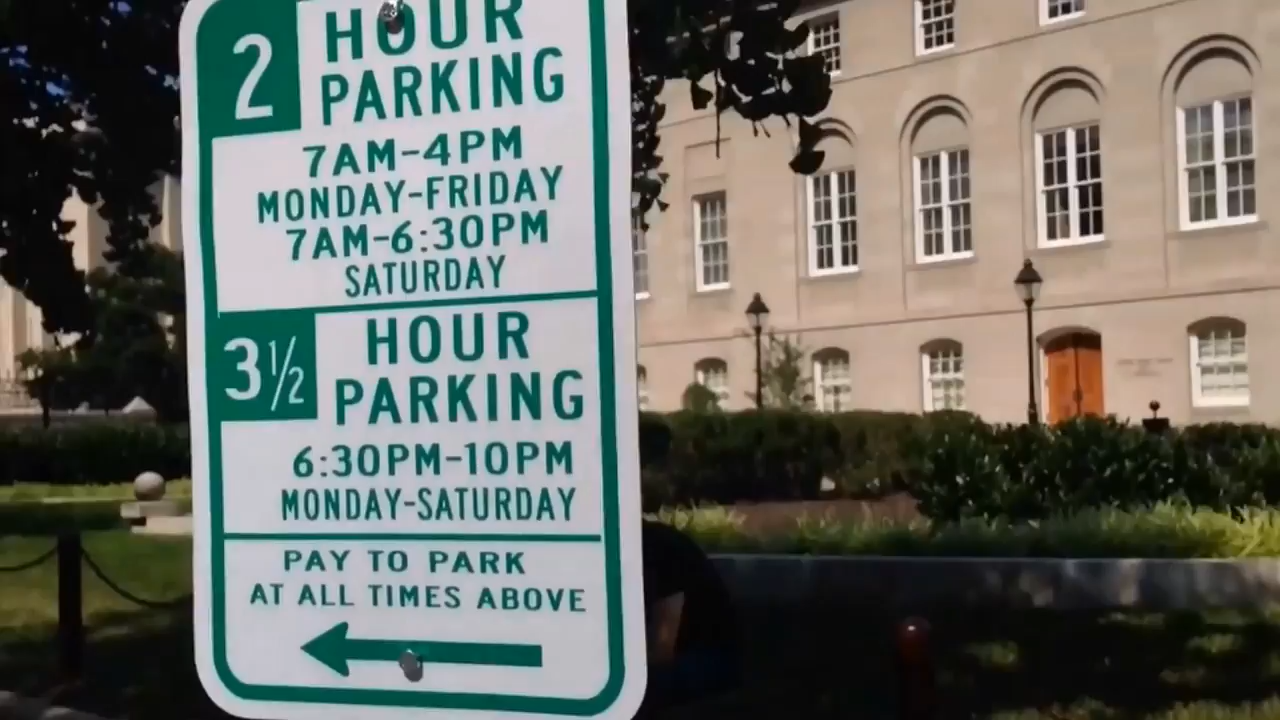 2 HOUR
PARKING
7AM-4PM
MONDAY-FRIDAY
7AM-6:30PM
SATURDAY
3½ HOUR
PARKING
6:30PM-10PM
MONDAY-SATURDAY
PAY TO PARK
AT ALL TIMES ABOVE